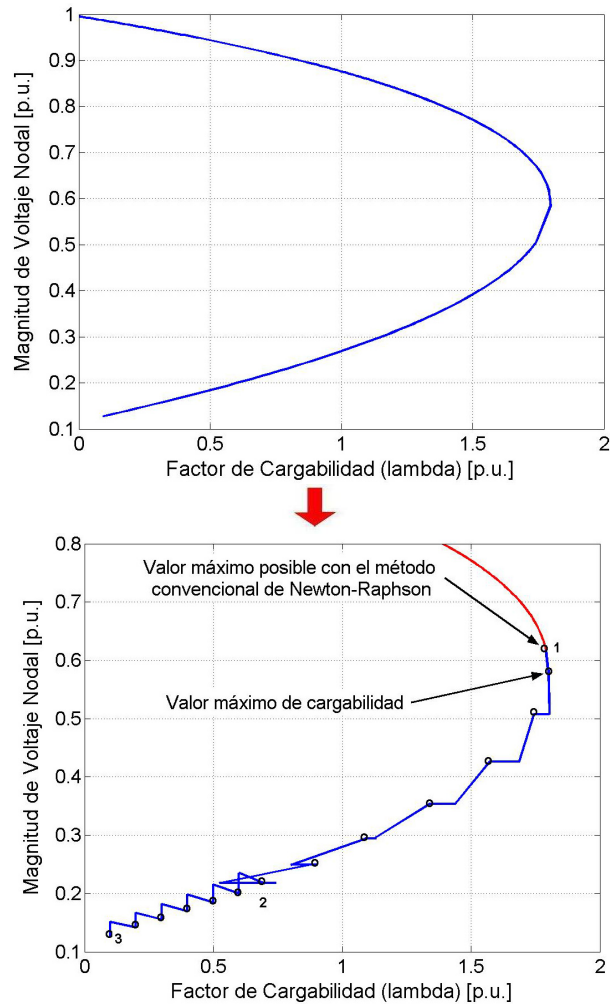 1
0.9
0.8
0.7
0.6
0.5
0.4
0.3
0.2
0.1
0 0.5 1 1.5 2
Magnitud de Voltaje Nodal [p.u.]
Factor de Cargabilidad (lambda) [p.u.]
0.8
0.7
0.6
0.5
0.4
0.3
0.2
0.1
0 0.5 1 1.5 2
Magnitud de Voltaje Nodal [p.u.]
Valor máximo posible con el método
convencional de Newton-Raphson
1
Valor máximo de cargabilidad
2
3
Factor de Cargabilidad (lambda) [p.u.]